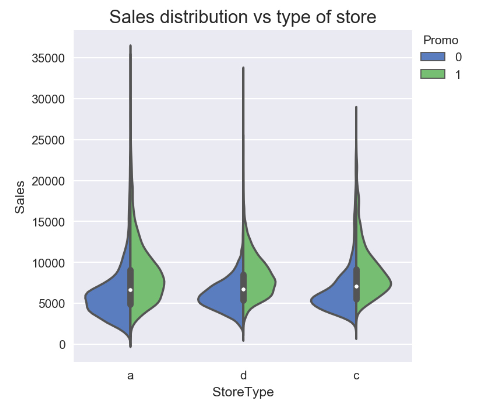 Sales distribution vs type of store
Promo
0
1
35000
30000
25000
20000
15000
10000
5000
0
Sales
a
d
c
StoreType